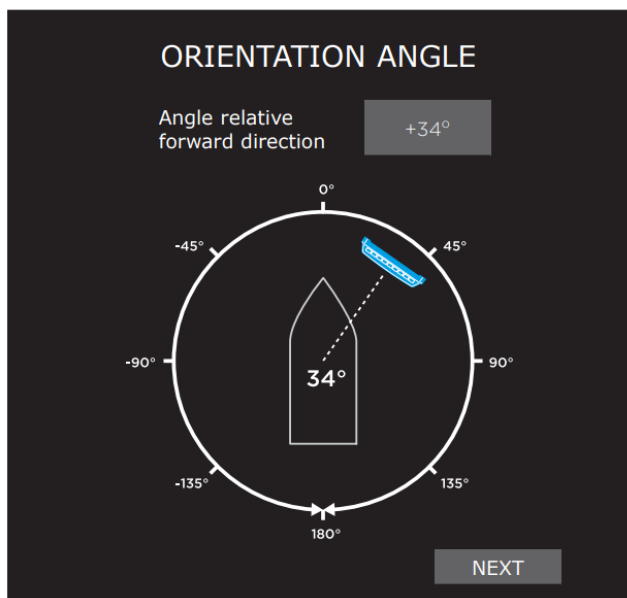 ORIENTATION ANGLE
Angle relative
forward direction
+34°
0°
-45°
45°
-90°
90°
34°
-135°
135°
180°
NEXT